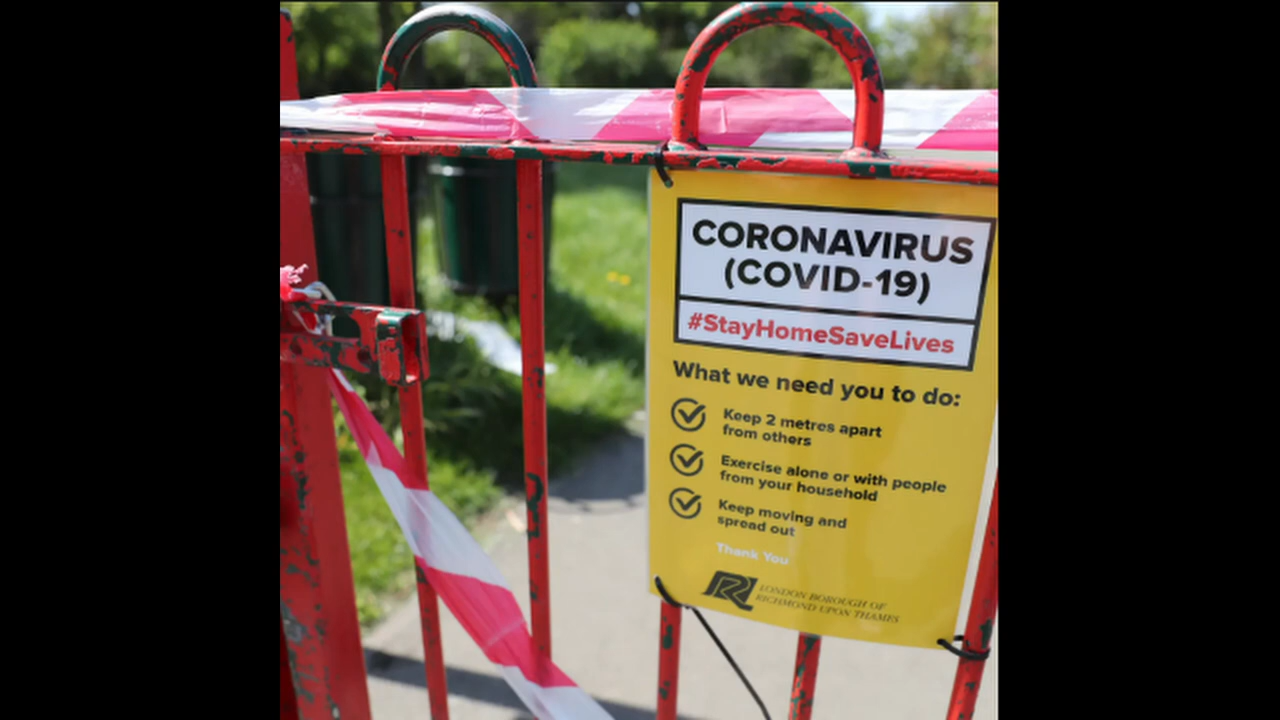 CORONAVIRUS
(COVID-19)
#StayHomeSaveLives
What we need you to do:
Keep 2 metres apart
from others
Exercise alone or with people
from your household
Keep moving and
spread out
Thank You
LONDON BOROUGH OF
RICHMOND UPON THAMES